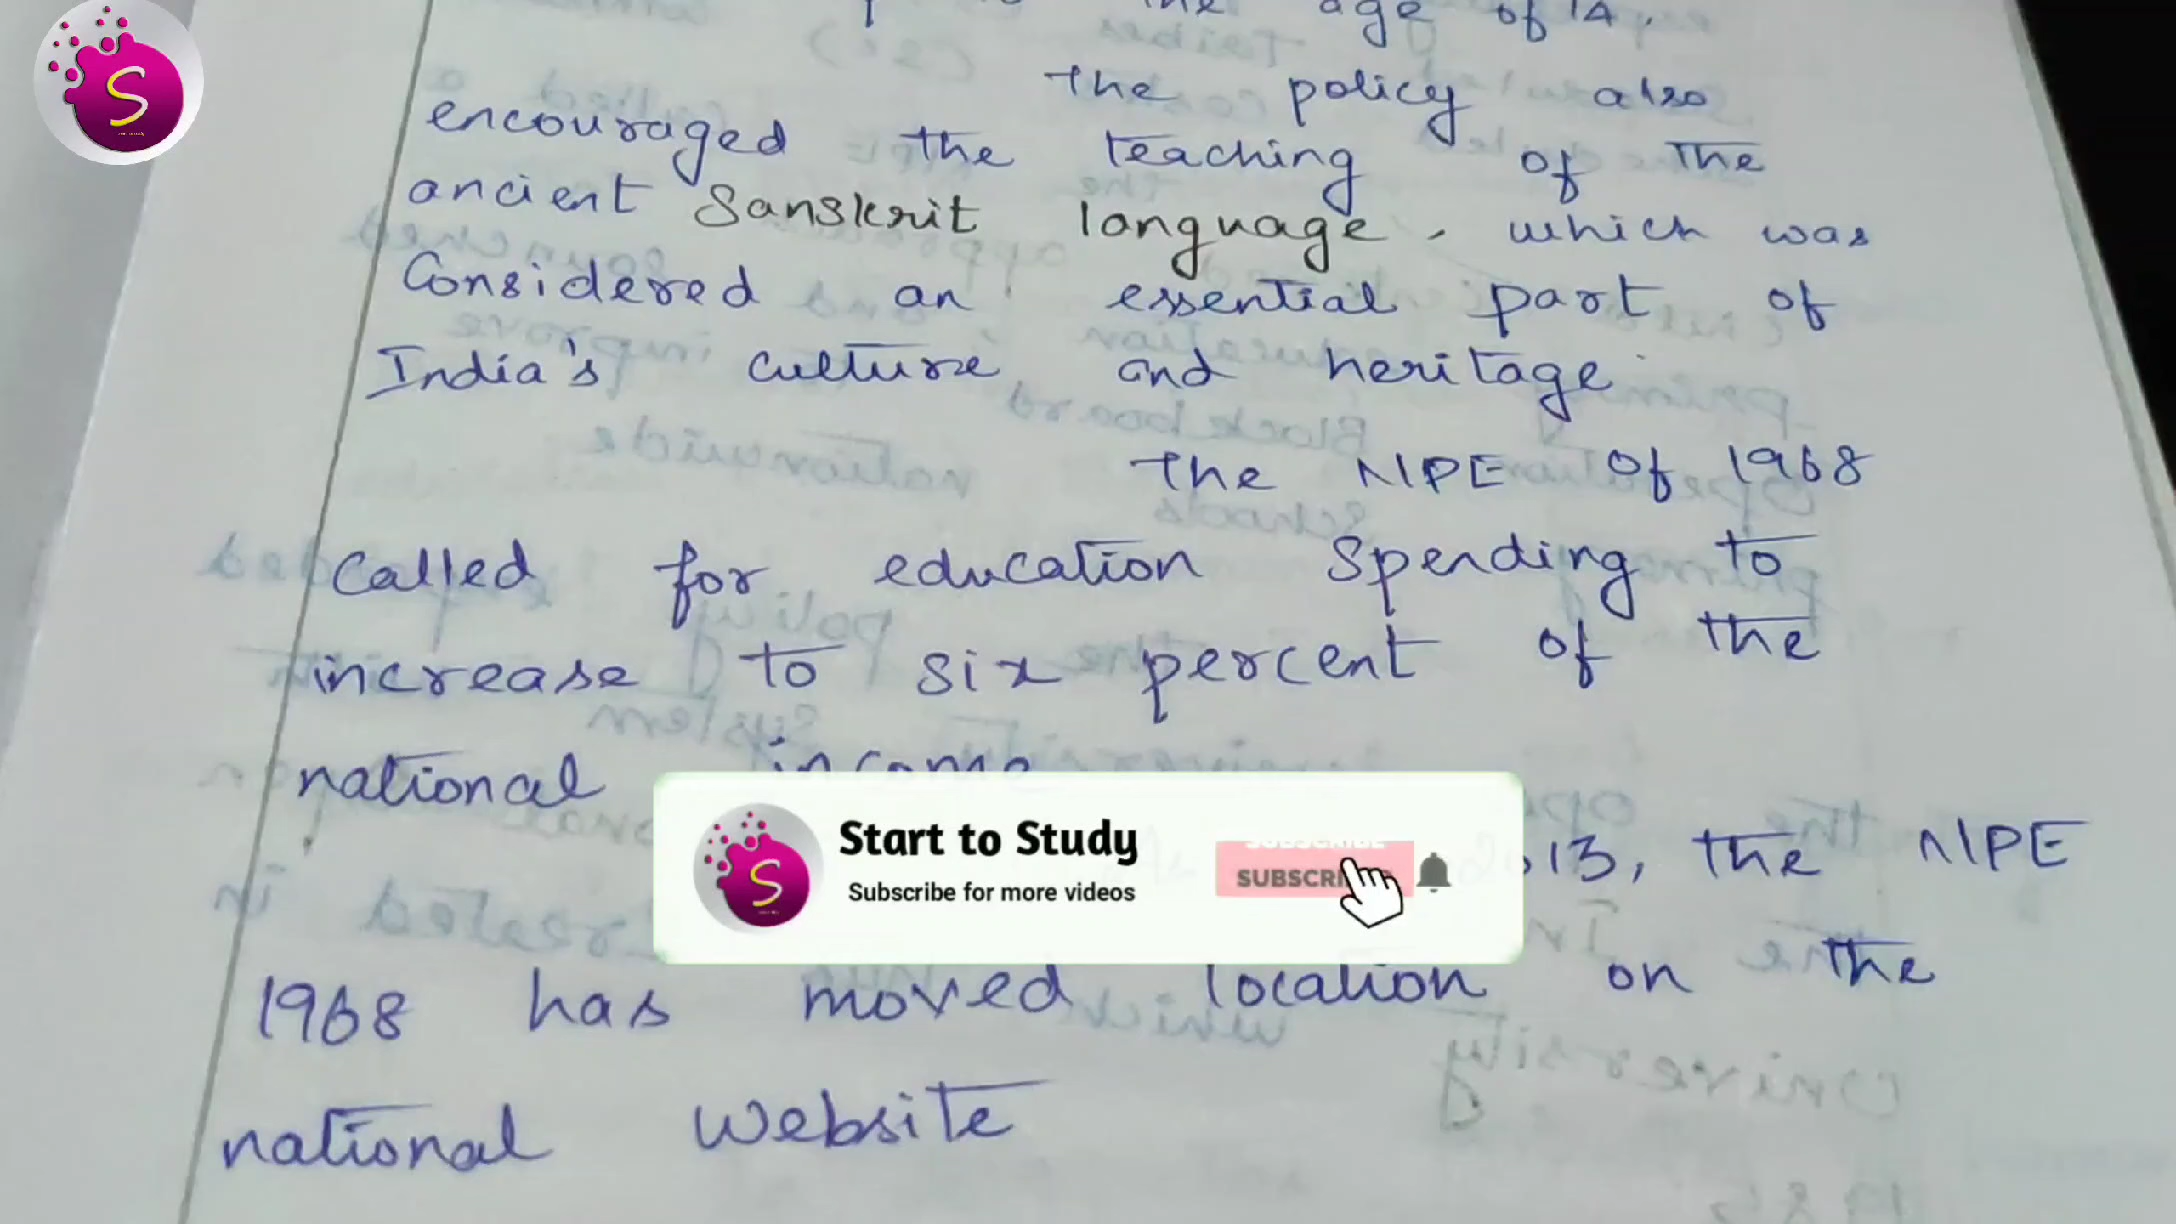 the age of 14.
The policy also
encouraged the teaching of the
ancient Sanskrit language, which was
Considered an essential part of
India's culture and heritage.
The NPE of 1968
Called for education Spending to
increase to six percent of the
national income
13, the NPE
1968 has moved location on the
national website
S
Start to Study
Subscribe for more videos
SUBSCRIBE
S